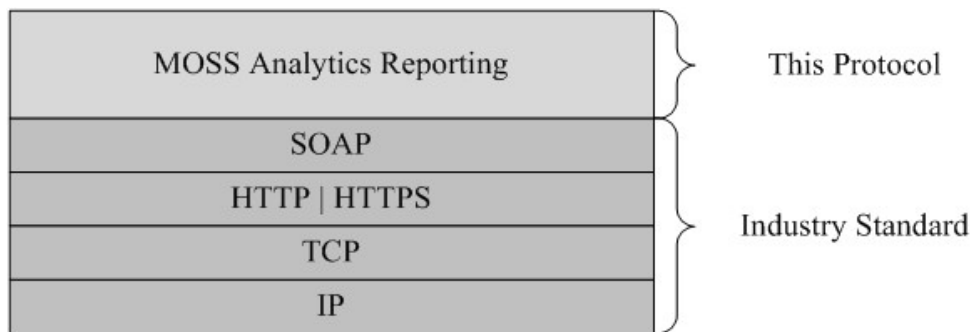 MOSS Analytics Reporting
This Protocol
SOAP
HTTP | HTTPS
Industry Standard
TCP
IP